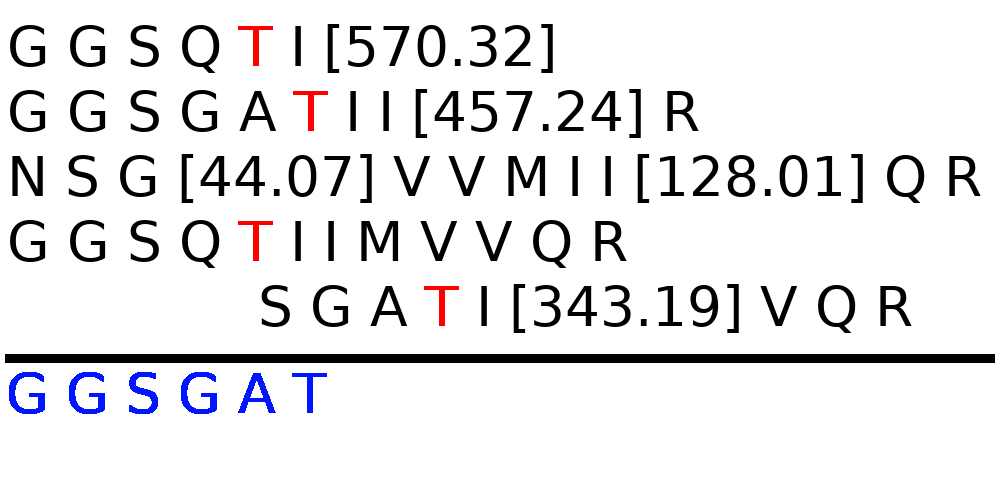 G G S Q T I [570.32]
G G S G A T I I [457.24] R
N S G [44.07] V V M I I [128.01] Q R
G G S Q T I I M V V Q R
S G A T I [343.19] V Q R
G G S G A T